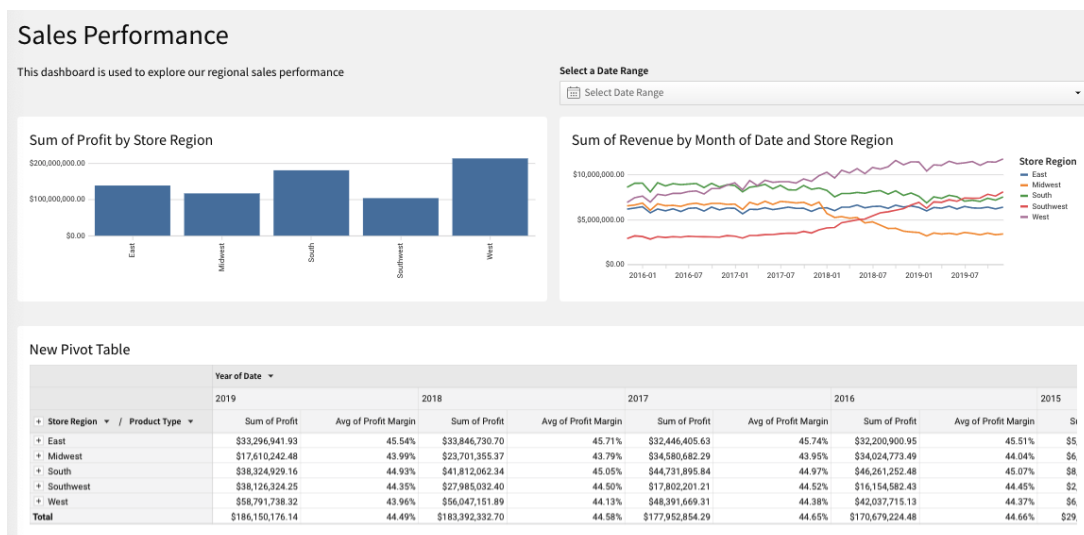 Sales Performance
This dashboard is used to explore our regional sales performance
Select a Date Range
Select Date Range
Sum of Profit by Store Region
$200,000,000.00
$100,000,000.00
$0.00
East
Midwest
South
Southwest
West
Sum of Revenue by Month of Date and Store Region
$10,000,000.00
$5,000,000.00
$0.00
2016-01 2016-07 2017-01 2017-07 2018-01 2018-07 2019-01 2019-07
Store Region
East
Midwest
South
Southwest
West
New Pivot Table
Year of Date
2019 2018 2017 2016 2015
Store Region / Product Type Sum of Profit Avg of Profit Margin Sum of Profit Avg of Profit Margin Sum of Profit Avg of Profit Margin Sum of Profit Avg of Profit Margin
East $33,296,941.93 45.54% $33,846,730.70 45.71% $32,446,405.63 45.74% $32,200,900.95 45.51% $5,
Midwest $17,610,242.48 43.99% $23,701,355.37 43.79% $34,580,682.29 43.95% $34,024,773.49 44.04% $6,
South $38,324,929.16 44.93% $41,812,062.34 45.05% $44,731,895.84 44.97% $46,261,252.48 45.07% $8,
Southwest $38,126,324.25 44.35% $27,985,032.40 44.50% $17,802,201.21 44.52% $16,154,582.43 44.45% $2,
West $58,791,738.32 43.96% $56,047,151.89 44.13% $48,391,669.31 44.38% $42,037,715.13 44.37% $6,
Total $186,150,176.14 44.49% $183,392,332.70 44.58% $177,952,854.29 44.65% $170,679,224.48 44.66% $29,